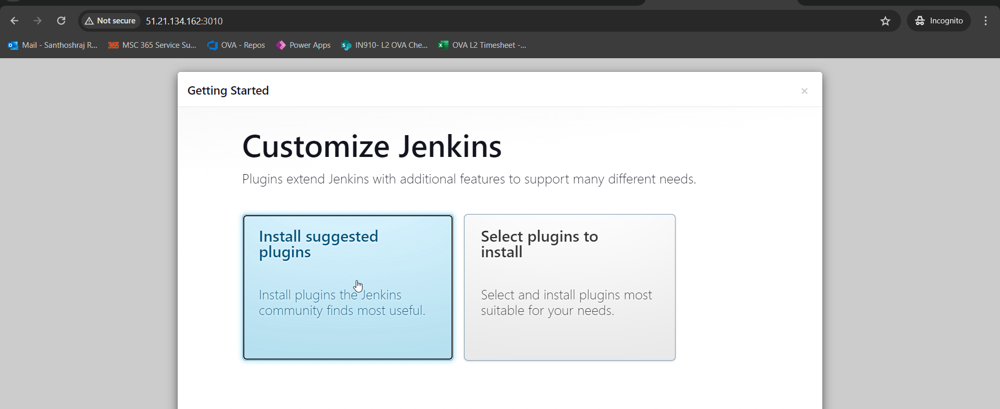 Not secure 51.21.134.162:3010 Incognito
Mail - Santhoshraj R... MSC 365 Service Su... OVA - Repos Power Apps IN910- L2 OVA Che... OVA L2 Timesheet -...
Getting Started ×
Customize Jenkins
Plugins extend Jenkins with additional features to support many different needs.
Install suggested
plugins
Install plugins the Jenkins
community finds most useful.
Select plugins to
install
Select and install plugins most
suitable for your needs.